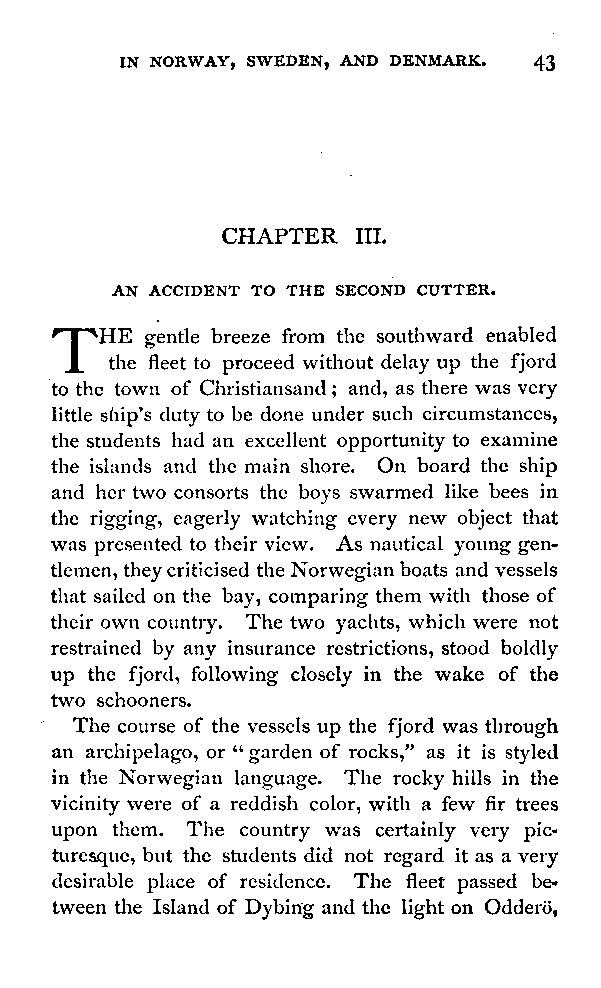 IN NORWAY, SWEDEN, AND DENMARK. 43
CHAPTER III.
AN ACCIDENT TO THE SECOND CUTTER.
THE gentle breeze from the southward enabled
the fleet to proceed without delay up the fjord
to the town of Christiansand; and, as there was very
little ship's duty to be done under such circumstances,
the students had an excellent opportunity to examine
the islands and the main shore. On board the ship
and her two consorts the boys swarmed like bees in
the rigging, eagerly watching every new object that
was presented to their view. As nautical young gen-
tlemen, they criticised the Norwegian boats and vessels
that sailed on the bay, comparing them with those of
their own country. The two yachts, which were not
restrained by any insurance restrictions, stood boldly
up the fjord, following closely in the wake of the
two schooners.
The course of the vessels up the fjord was through
an archipelago, or "garden of rocks," as it is styled
in the Norwegian language. The rocky hills in the
vicinity were of a reddish color, with a few fir trees
upon them. The country was certainly very pic-
turesque, but the students did not regard it as a very
desirable place of residence. The fleet passed be-
tween the Island of Dybing and the light on Odderö,